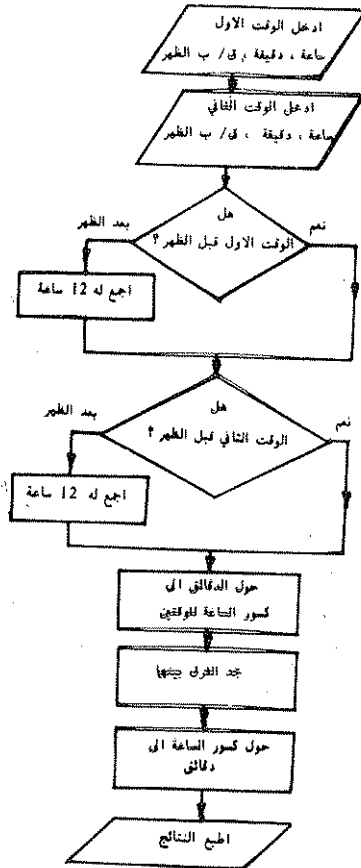 ادخل الوقت الاول
ساعة ، دقيقة ، ق/ ب الظهر
ادخل الوقت الثاني
ساعة ، دقيقة ، ق/ ب الظهر
هل
الوقت الاول قبل الظهر ؟
نعم
بعد الظهر
اجمع له 12 ساعة
هل
الوقت الثاني قبل الظهر ؟
نعم
بعد الظهر
اجمع له 12 ساعة
حول الدقائق الى
كسور الساعة للوقتين
جد الفرق بينهما
حول كسور الساعة الى
دقائق
اطبع النتائج